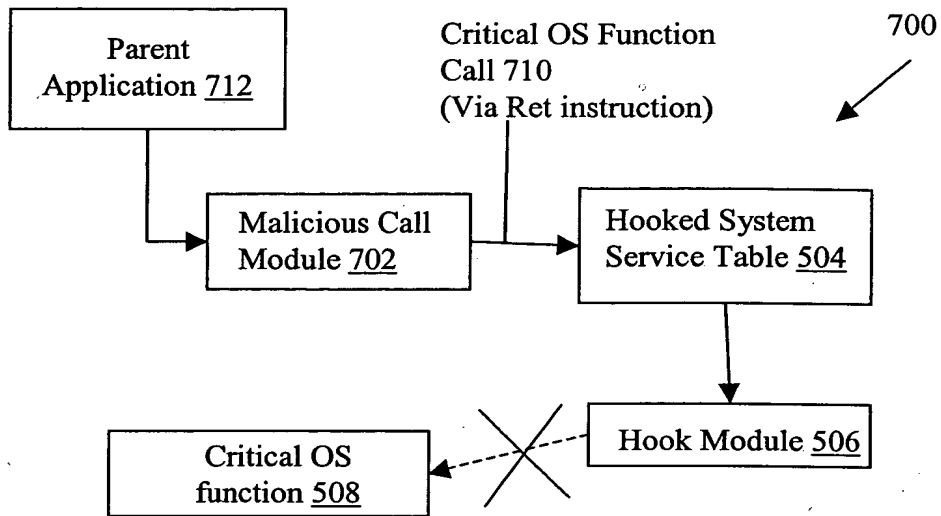 Parent
Application 712
Critical OS Function
Call 710
(Via Ret instruction)
700
Malicious Call
Module 702
Hooked System
Service Table 504
Hook Module 506
Critical OS
function 508